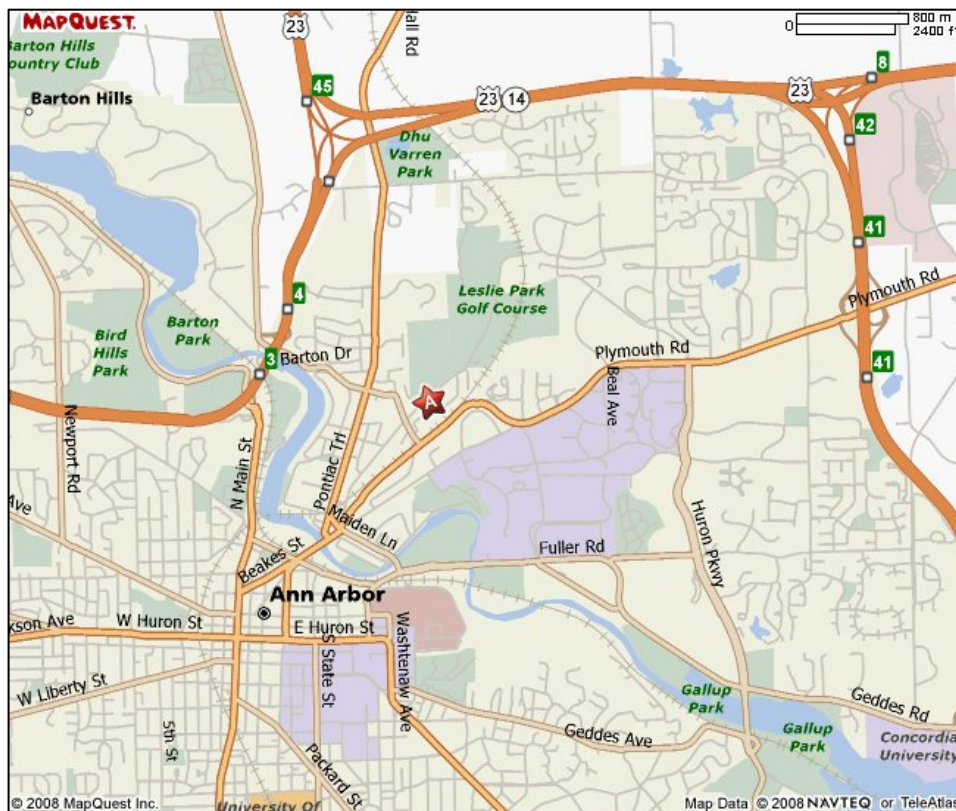 MAPQUEST.
23
Hall Rd
0
800 m
2400 ft
Barton Hills
Country Club
8
Barton Hills
45
23
14
23
42
Dhu
Varren
Park
41
Plymouth Rd
Leslie Park
Golf Course
4
Barton
Park
Bird
Hills
Park
Barton Dr
3
Plymouth Rd
41
A
Beal Ave
Newport Rd
N Main St
Pontiac Trl
Ave
Maiden Ln
Huron Pkwy
Beakes St
Fuller Rd
Ann Arbor
kson Ave
W Huron St
E Huron St
Washtenaw Ave
S State St
W Liberty St
Gallup
Park
Geddes Rd
5th St
Geddes Ave
Gallup
Park
Concordia
University
Packard St
University Of
© 2008 MapQuest Inc.
Map Data © 2008 NAVTEQ or TeleAtlas